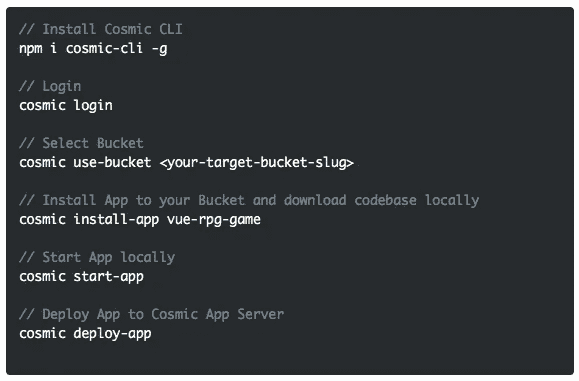 // Install Cosmic CLI
npm i cosmic-cli -g
// Login
cosmic login
// Select Bucket
cosmic use-bucket <your-target-bucket-slug>
// Install App to your Bucket and download codebase locally
cosmic install-app vue-rpg-game
// Start App locally
cosmic start-app
// Deploy App to Cosmic App Server
cosmic deploy-app